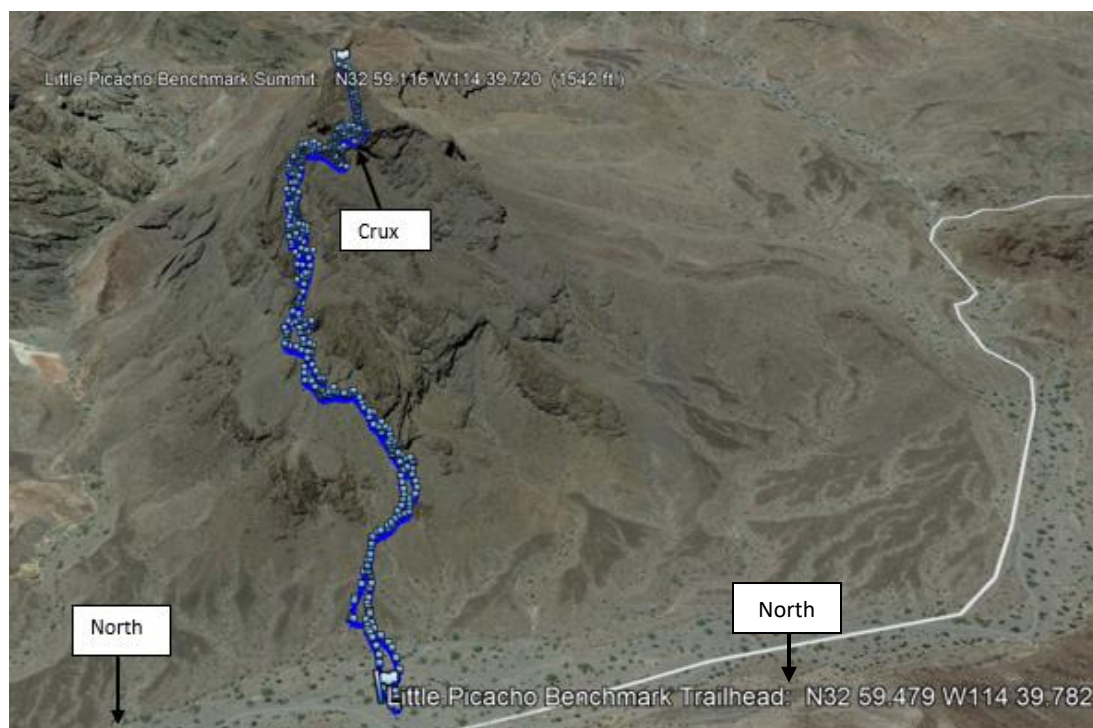 Little Picacho Benchmark Summit: N32 59.116 W114 39.720 (1542 ft.)
Crux
North
North
Little Picacho Benchmark Trailhead: N32 59.479 W114 39.782